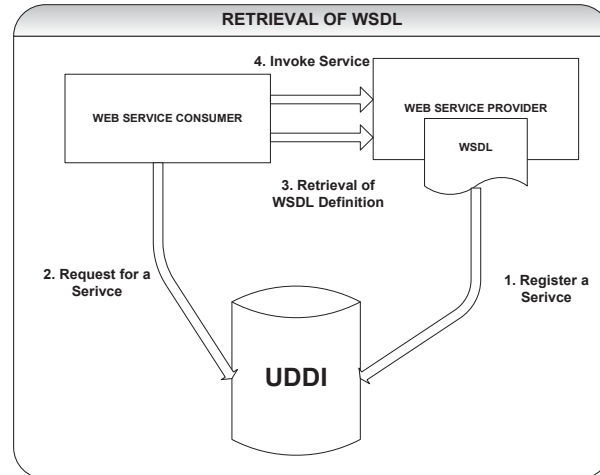 RETRIEVAL OF WSDL
4. Invoke Service
WEB SERVICE CONSUMER
WEB SERVICE PROVIDER
WSDL
3. Retrieval of
WSDL Definition
2. Request for a
Serivce
1. Register a
Serivce
UDDI